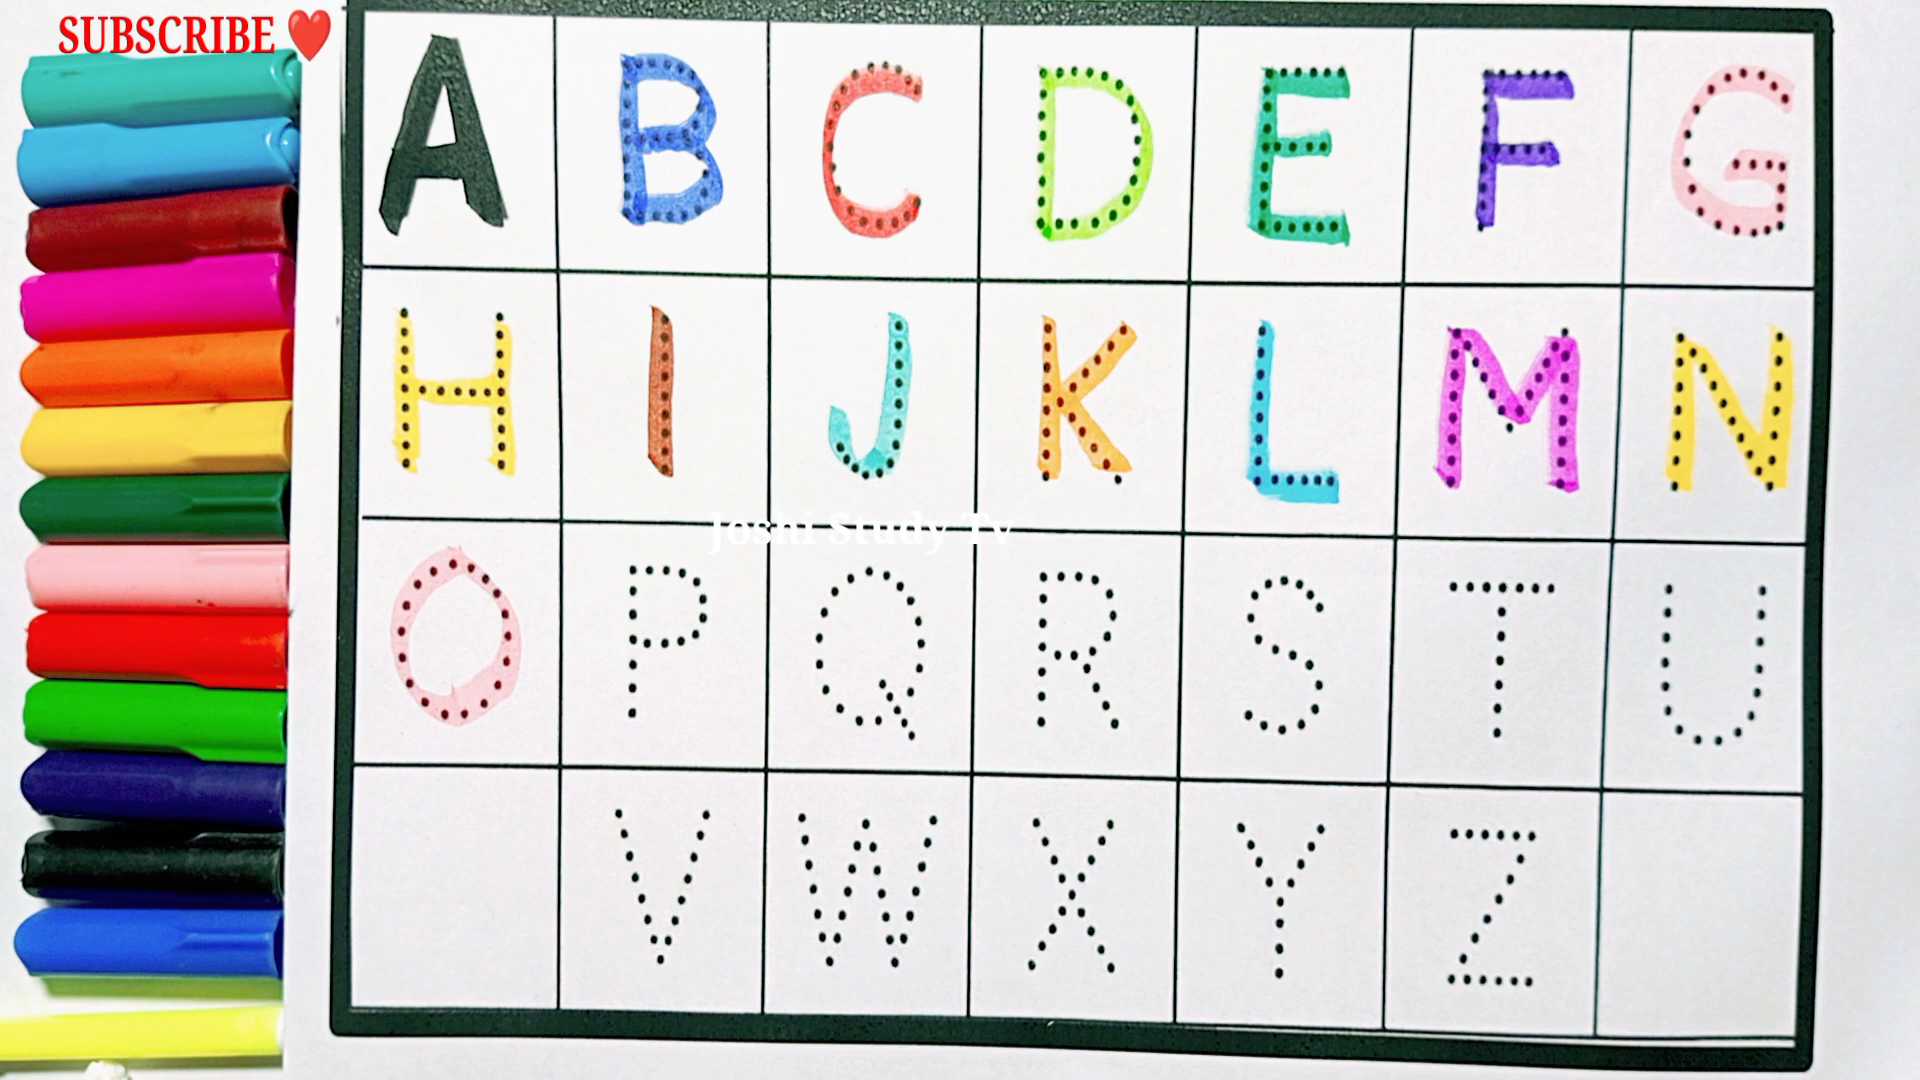 SUBSCRIBE ❤️
A B C D E F G
H I J K L M N
Joshi Study Tv
O P Q R S T U
V W X Y Z